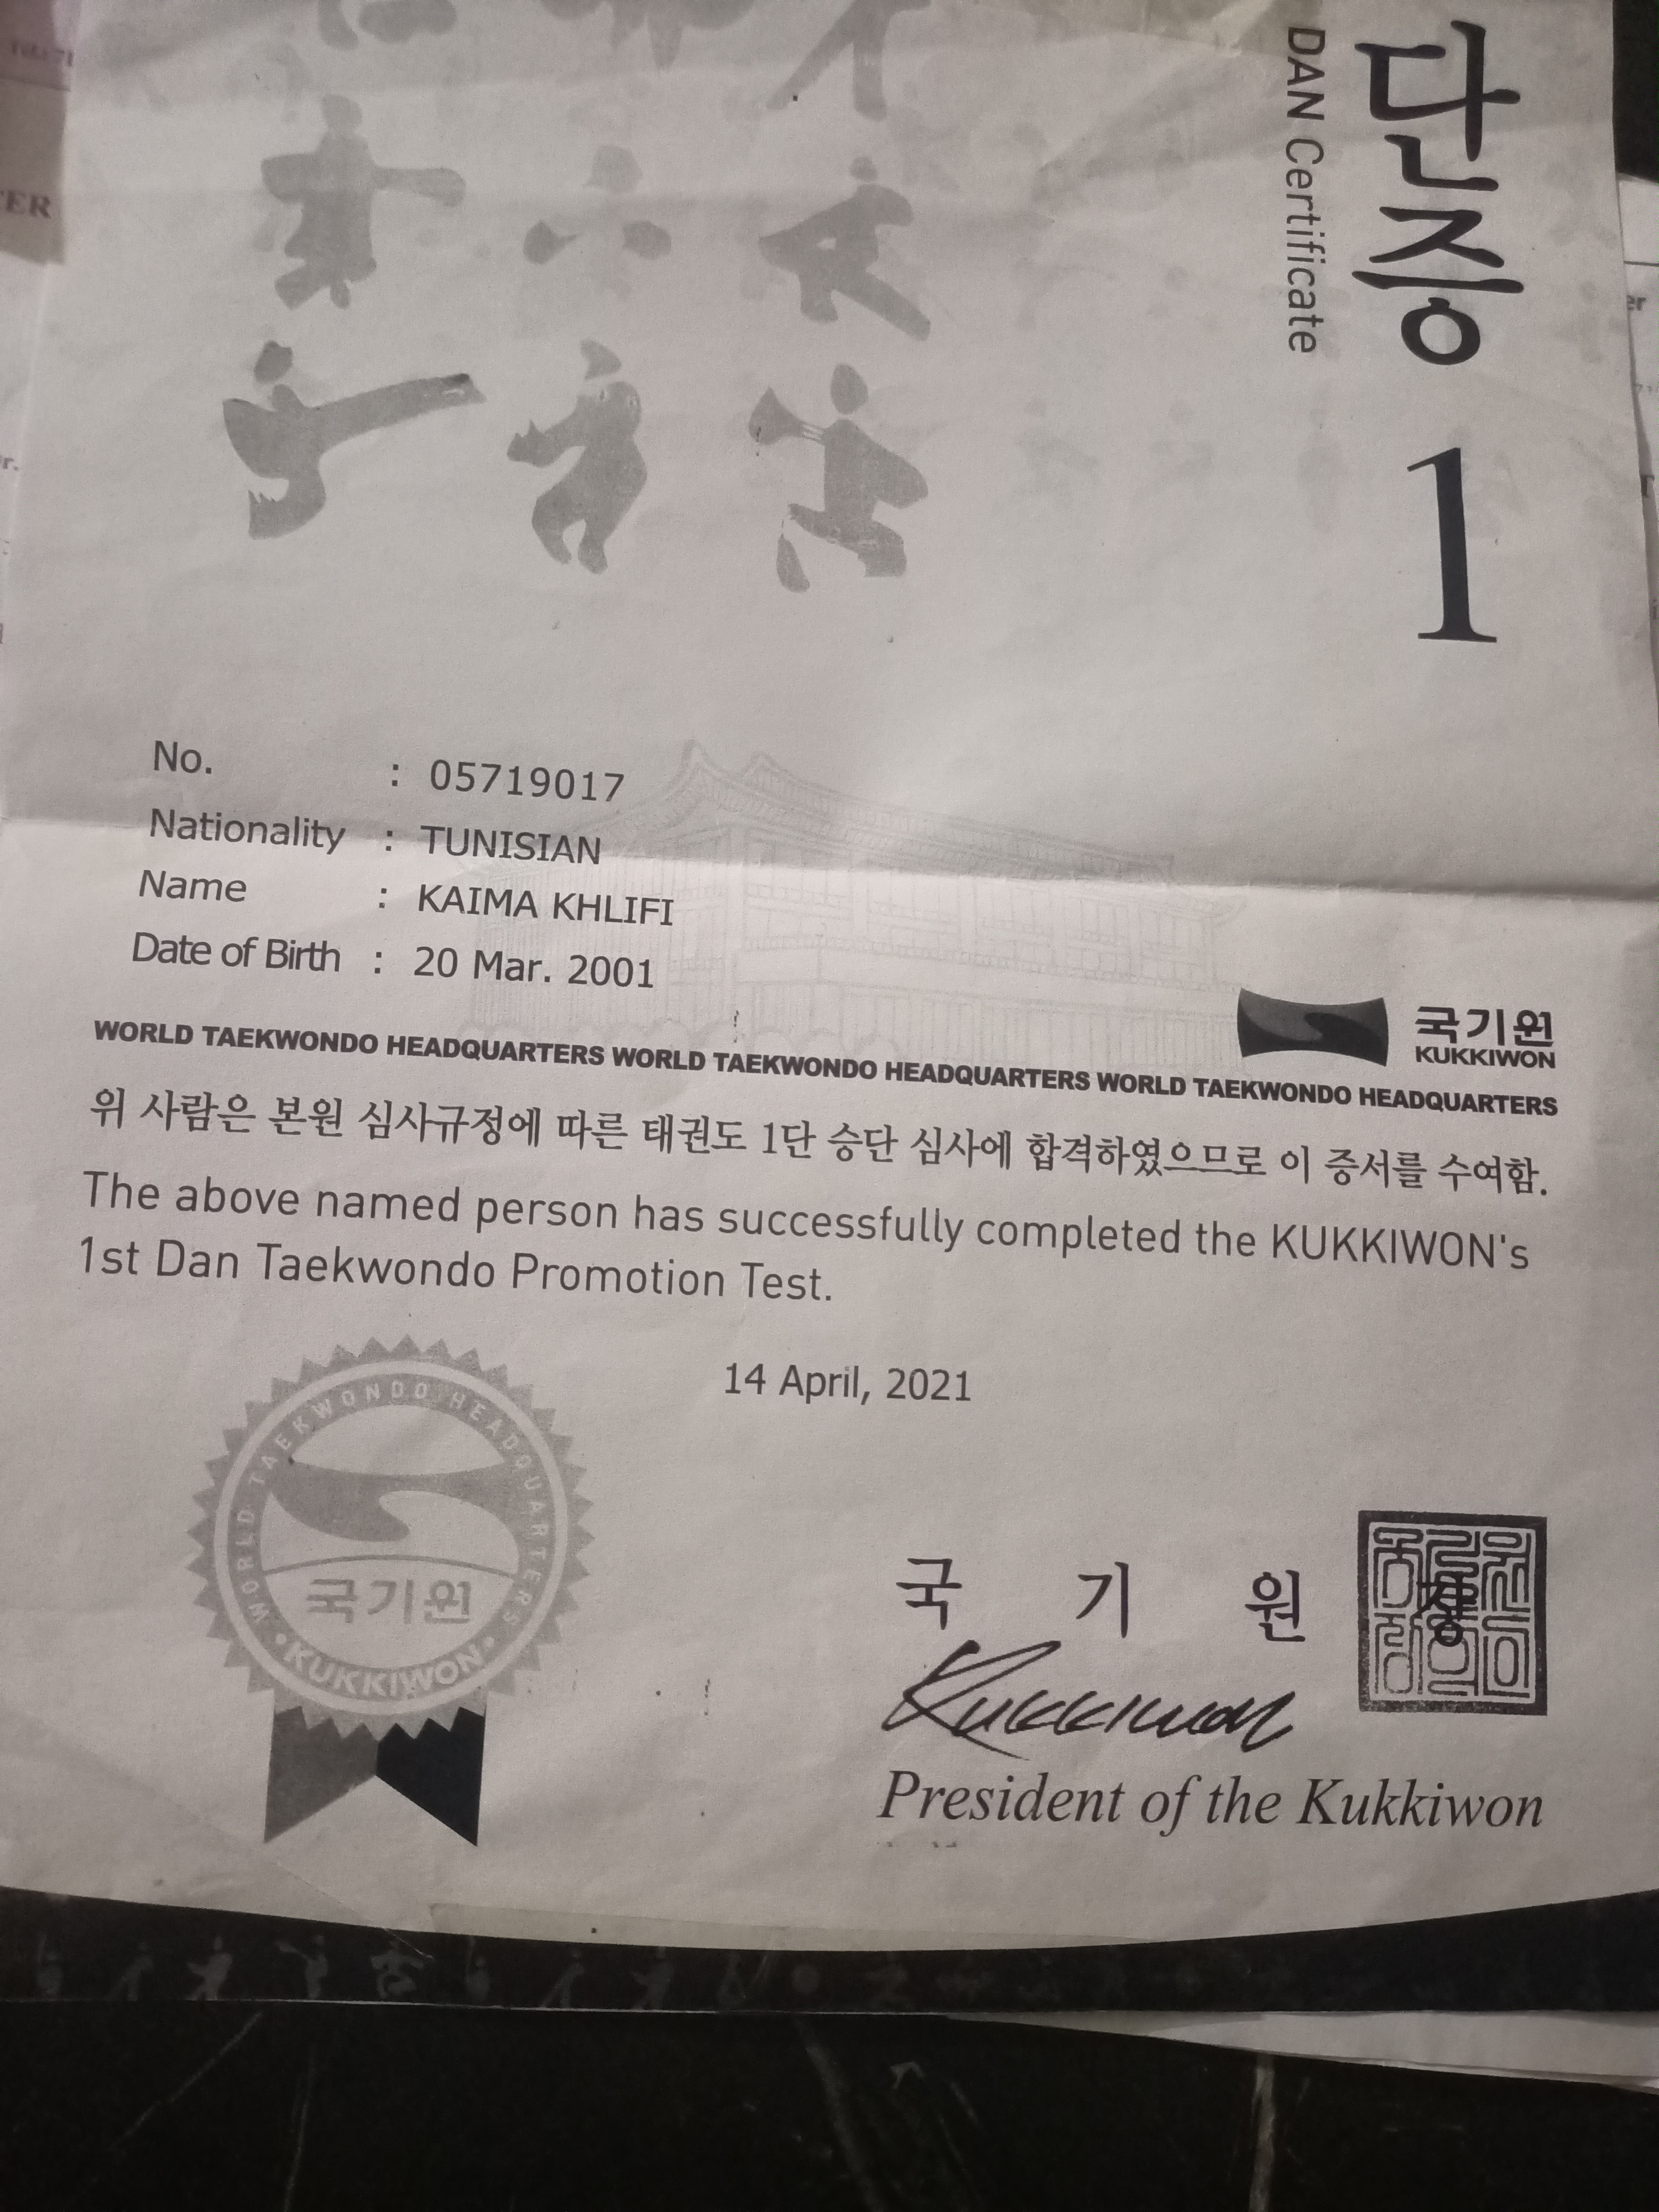 단증
DAN Certificate
1
No. : 05719017
Nationality : TUNISIAN
Name : KAIMA KHLIFI
Date of Birth : 20 Mar. 2001
국기원
KUKKIWON
WORLD TAEKWONDO HEADQUARTERS WORLD TAEKWONDO HEADQUARTERS WORLD TAEKWONDO HEADQUARTERS
위 사람은 본원 심사규정에 따른 태권도 1단 승단 심사에 합격하였으므로 이 증서를 수여함.
The above named person has successfully completed the KUKKIWON's
1st Dan Taekwondo Promotion Test.
14 April, 2021
WORLD TAEKWONDO HEADQUARTERS
국기원
KUKKIWON
국 기 원 장
Kukkiwon
President of the Kukkiwon
ER